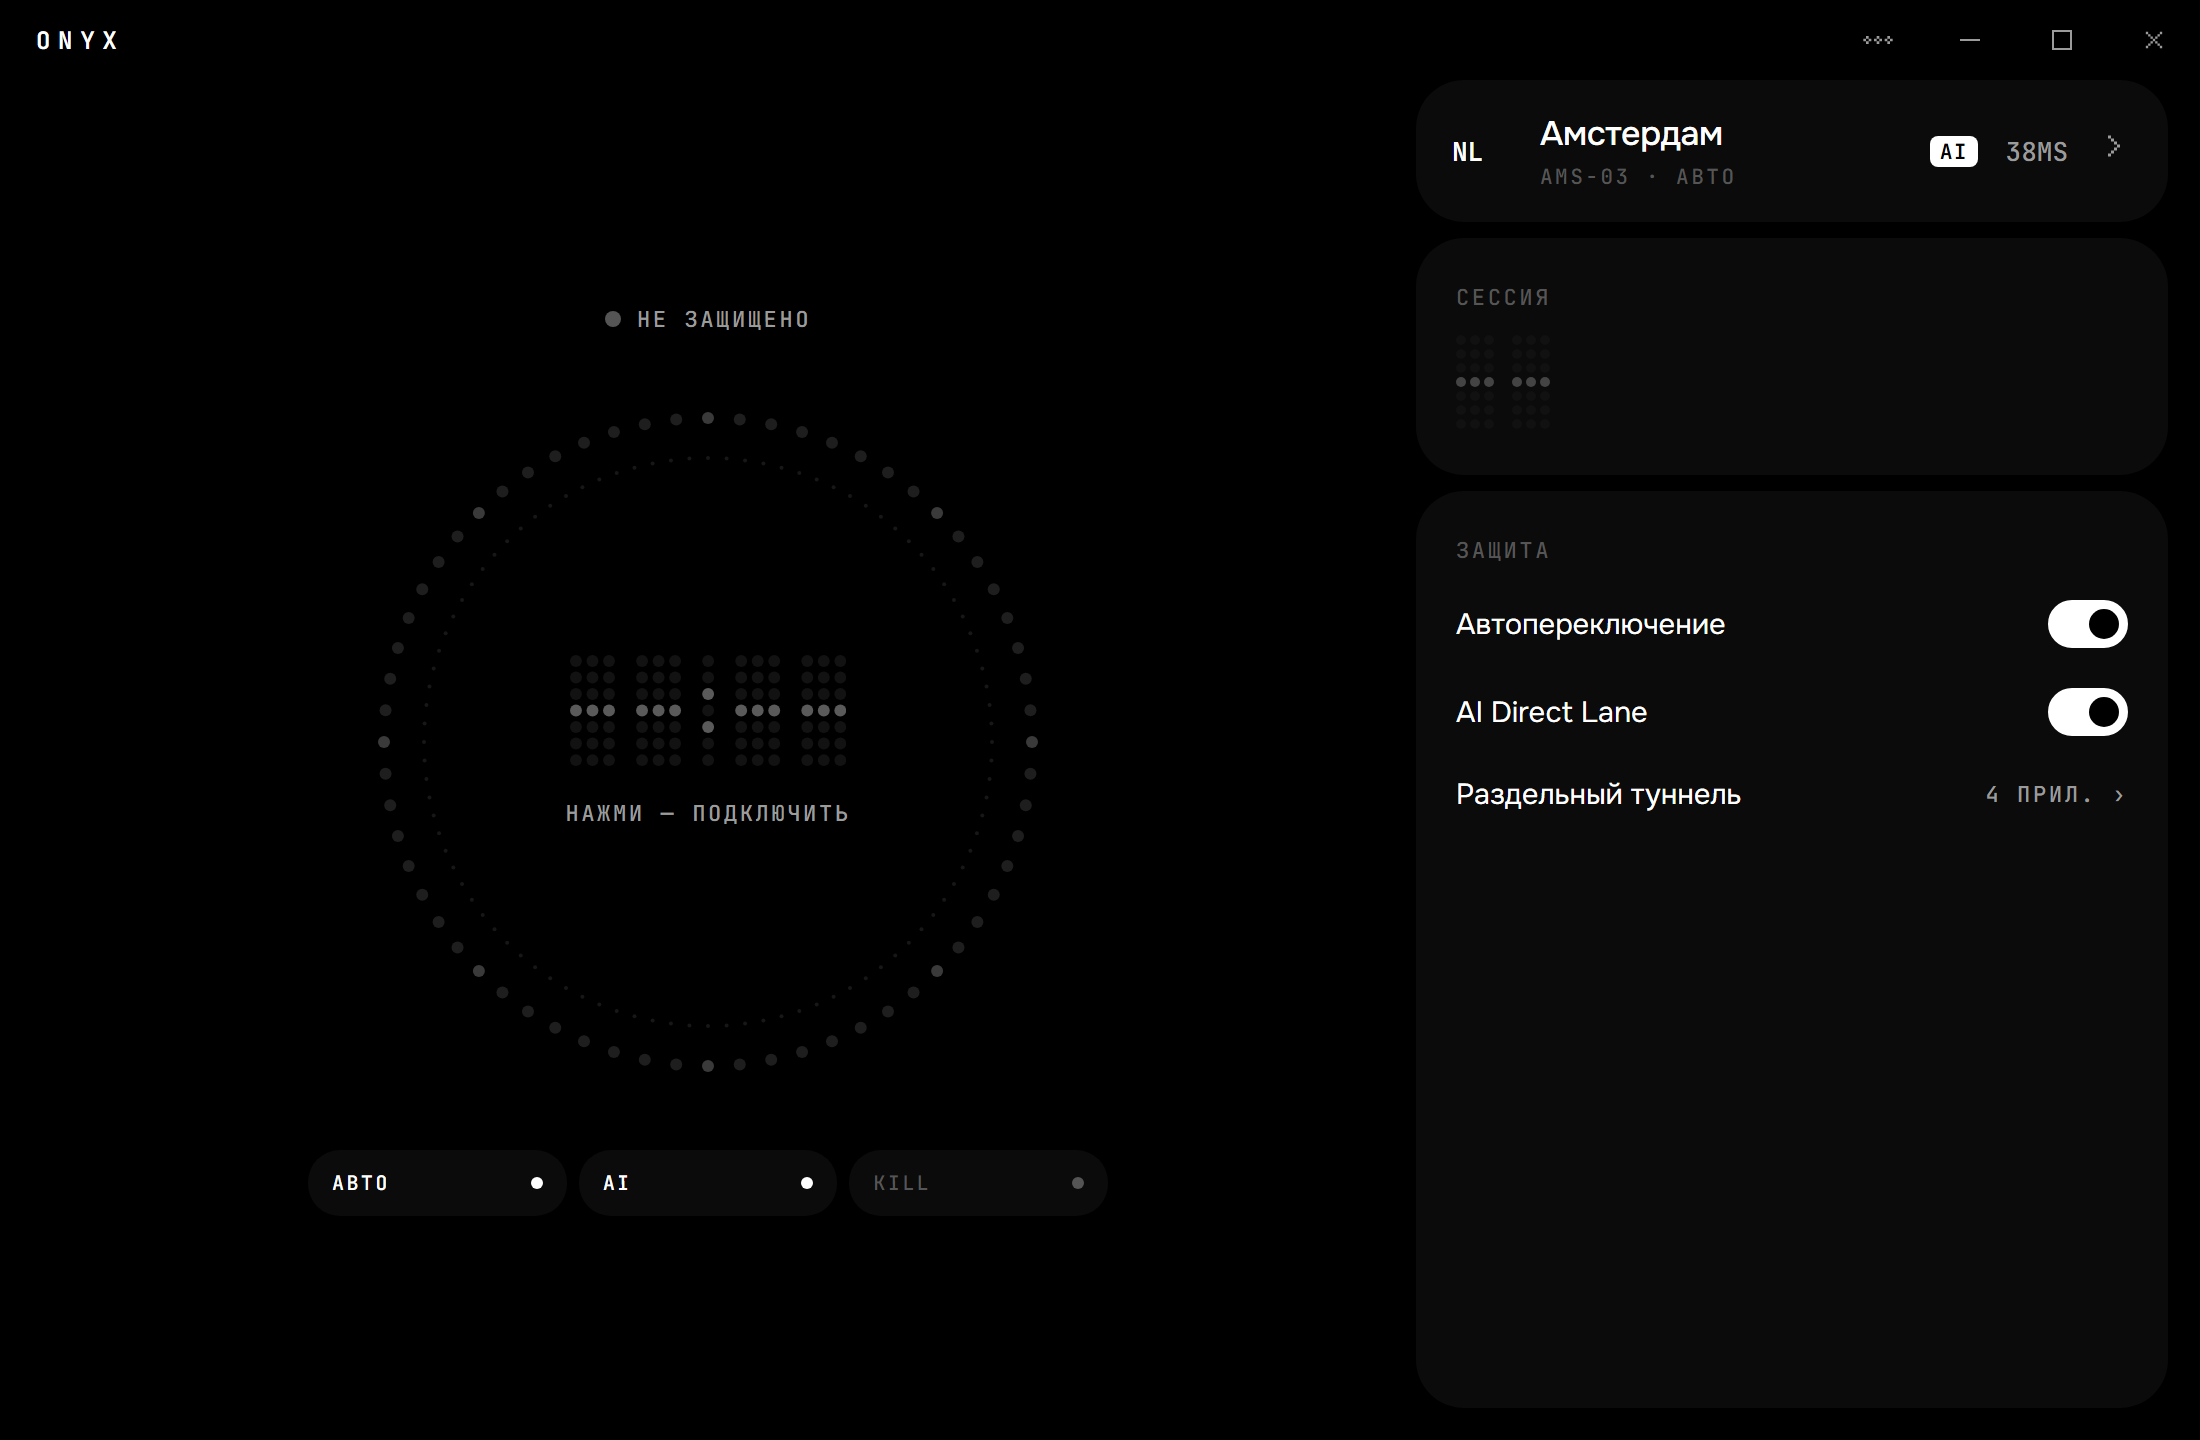 ONYX
НЕ ЗАЩИЩЕНО
--:--
НАЖМИ — ПОДКЛЮЧИТЬ
АВТО
AI
KILL
NL
Амстердам
AI
38MS
AMS-03 · АВТО
СЕССИЯ
--
ЗАЩИТА
Автопереключение
AI Direct Lane
Раздельный туннель
4 ПРИЛ. ›